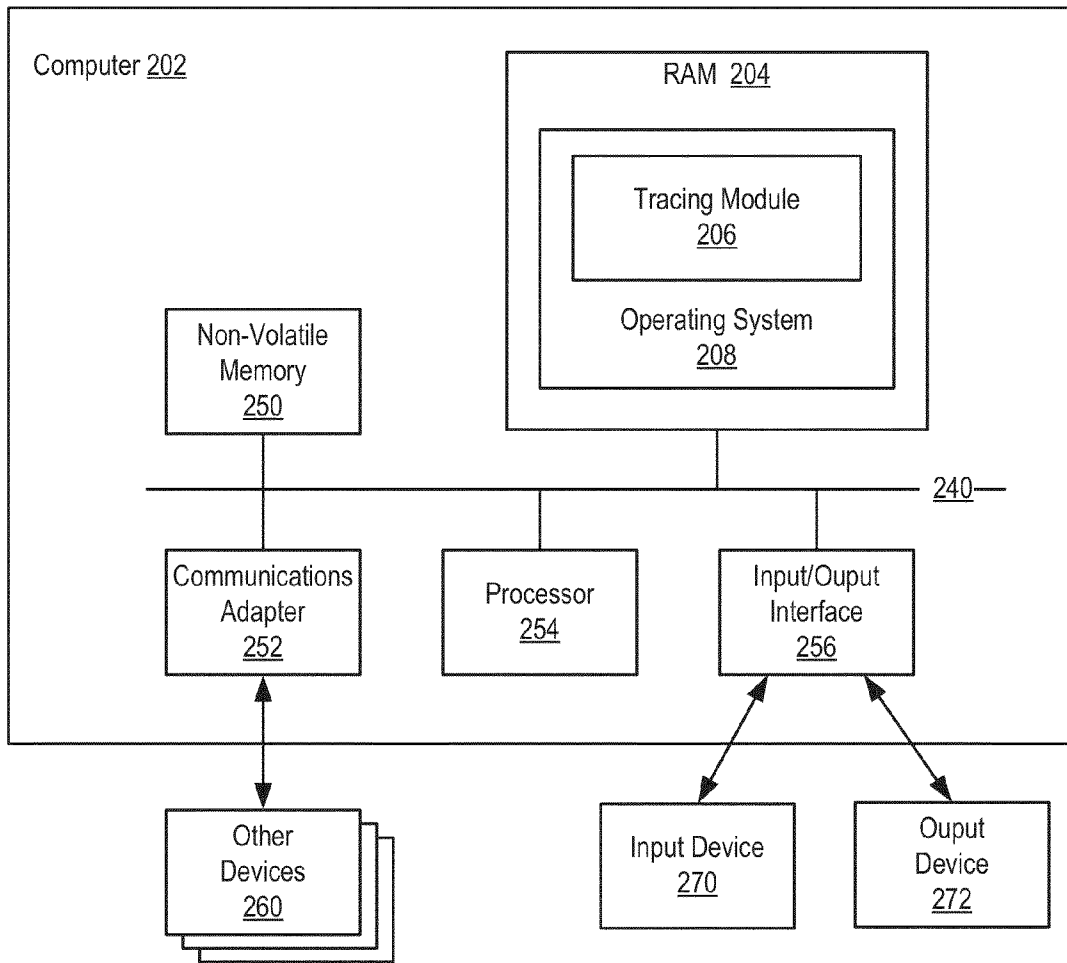 Computer 202
RAM 204
Tracing Module
206
Operating System
208
Non-Volatile
Memory
250
240
Communications
Adapter
252
Processor
254
Input/Ouput
Interface
256
Other
Devices
260
Input Device
270
Ouput
Device
272